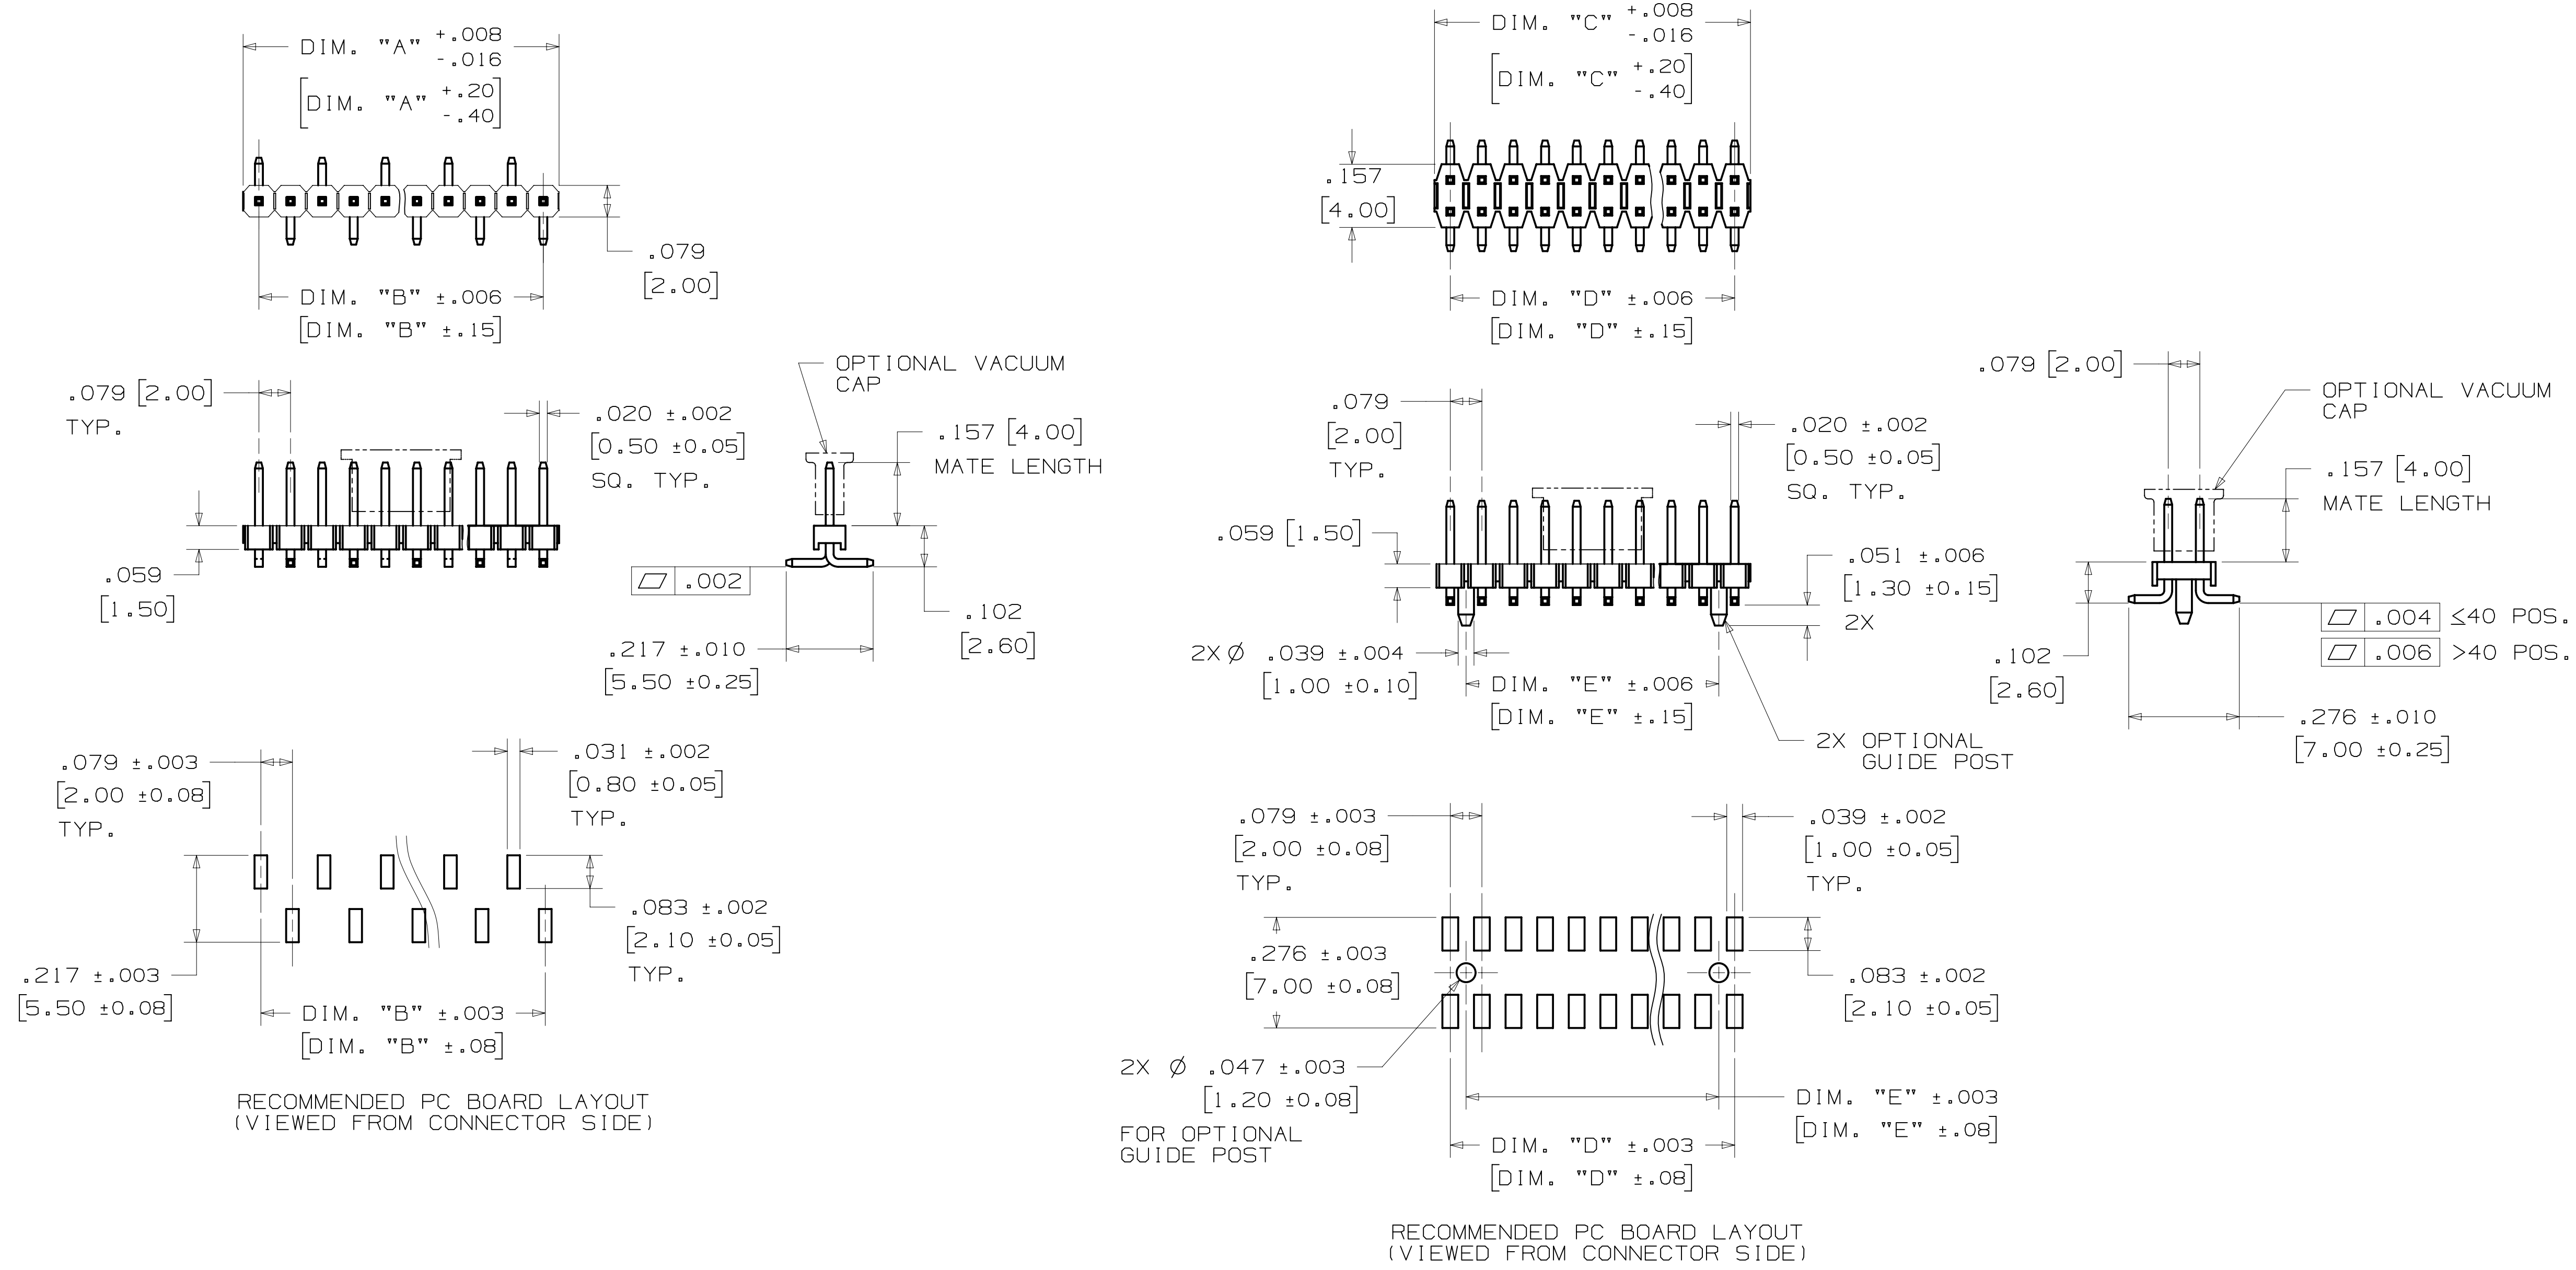 DIM. "A" +.008
-.016
[DIM. "A" +.20
-.40]
.079
[2.00]
DIM. "B" ±.006
[DIM. "B" ±.15]
.079 [2.00]
TYP.
.020 ±.002
[0.50 ±0.05]
SQ. TYP.
OPTIONAL VACUUM
CAP
.157 [4.00]
MATE LENGTH
.059
[1.50]
⏥ .002
.102
[2.60]
.217 ±.010
[5.50 ±0.25]
.079 ±.003
[2.00 ±0.08]
TYP.
.031 ±.002
[0.80 ±0.05]
TYP.
.083 ±.002
[2.10 ±0.05]
TYP.
.217 ±.003
[5.50 ±0.08]
DIM. "B" ±.003
[DIM. "B" ±.08]
RECOMMENDED PC BOARD LAYOUT
(VIEWED FROM CONNECTOR SIDE)
DIM. "C" +.008
-.016
[DIM. "C" +.20
-.40]
.157
[4.00]
DIM. "D" ±.006
[DIM. "D" ±.15]
.079
[2.00]
TYP.
.020 ±.002
[0.50 ±0.05]
SQ. TYP.
.059 [1.50]
.051 ±.006
[1.30 ±0.15]
2X
2X Ø .039 ±.004
[1.00 ±0.10]
DIM. "E" ±.006
[DIM. "E" ±.15]
2X OPTIONAL
GUIDE POST
.079 [2.00]
OPTIONAL VACUUM
CAP
.157 [4.00]
MATE LENGTH
⏥ .004 ≤40 POS.
⏥ .006 >40 POS.
.102
[2.60]
.276 ±.010
[7.00 ±0.25]
.079 ±.003
[2.00 ±0.08]
TYP.
.039 ±.002
[1.00 ±0.05]
TYP.
.276 ±.003
[7.00 ±0.08]
.083 ±.002
[2.10 ±0.05]
2X Ø .047 ±.003
[1.20 ±0.08]
FOR OPTIONAL
GUIDE POST
DIM. "E" ±.003
[DIM. "E" ±.08]
DIM. "D" ±.003
[DIM. "D" ±.08]
RECOMMENDED PC BOARD LAYOUT
(VIEWED FROM CONNECTOR SIDE)